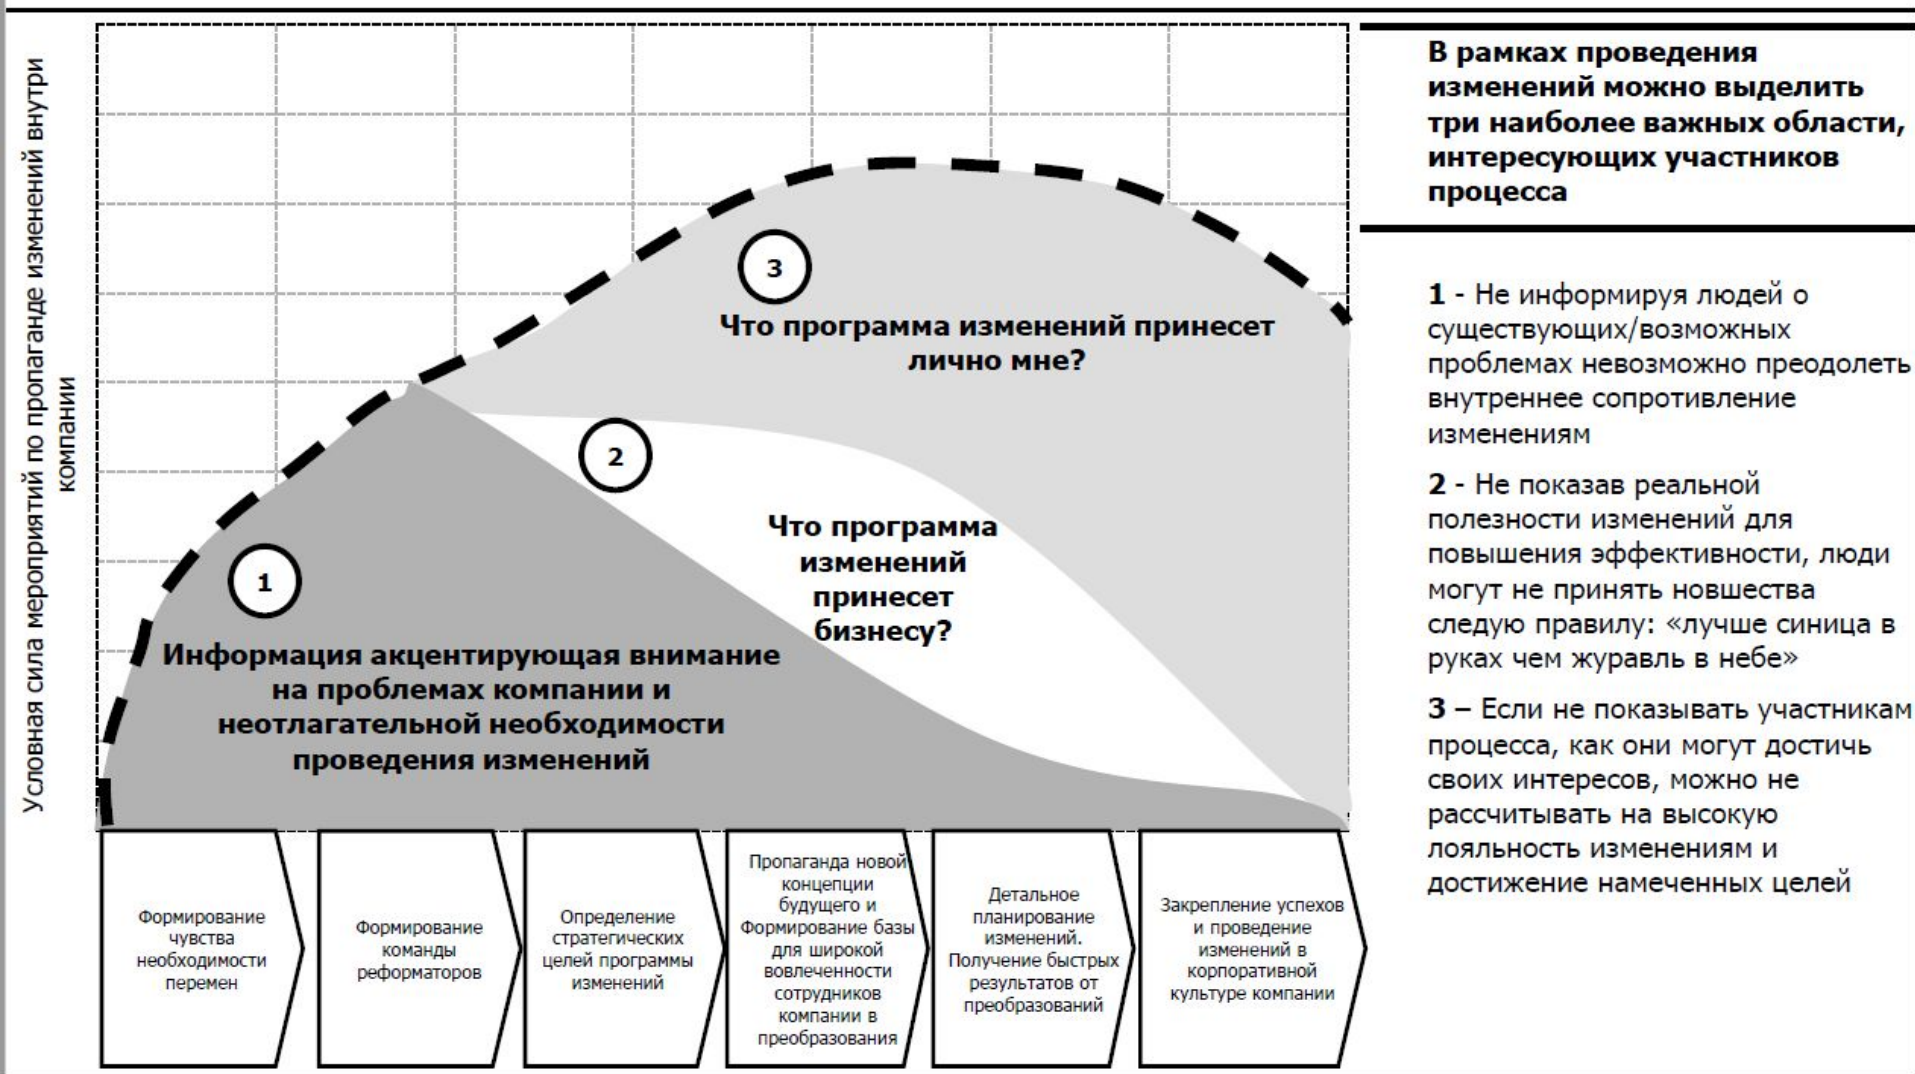 Условная сила мероприятий по пропаганде изменений внутри
компании
3
Что программа изменений принесет
лично мне?
2
Что программа
изменений
принесет
бизнесу?
1
Информация акцентирующая внимание
на проблемах компании и
неотлагательной необходимости
проведения изменений
Формирование
чувства
необходимости
перемен
Формирование
команды
реформаторов
Определение
стратегических
целей программы
изменений
Пропаганда новой
концепции
будущего и
Формирование базы
для широкой
вовлеченности
сотрудников
компании в
преобразования
Детальное
планирование
изменений.
Получение быстрых
результатов от
преобразований
Закрепление успехов
и проведение
изменений в
корпоративной
культуре компании
В рамках проведения
изменений можно выделить
три наиболее важных области,
интересующих участников
процесса
1 - Не информируя людей о
существующих/возможных
проблемах невозможно преодолеть
внутреннее сопротивление
изменениям
2 - Не показав реальной
полезности изменений для
повышения эффективности, люди
могут не принять новшества
следую правилу: «лучше синица в
руках чем журавль в небе»
3 – Если не показывать участникам
процесса, как они могут достичь
своих интересов, можно не
рассчитывать на высокую
лояльность изменениям и
достижение намеченных целей